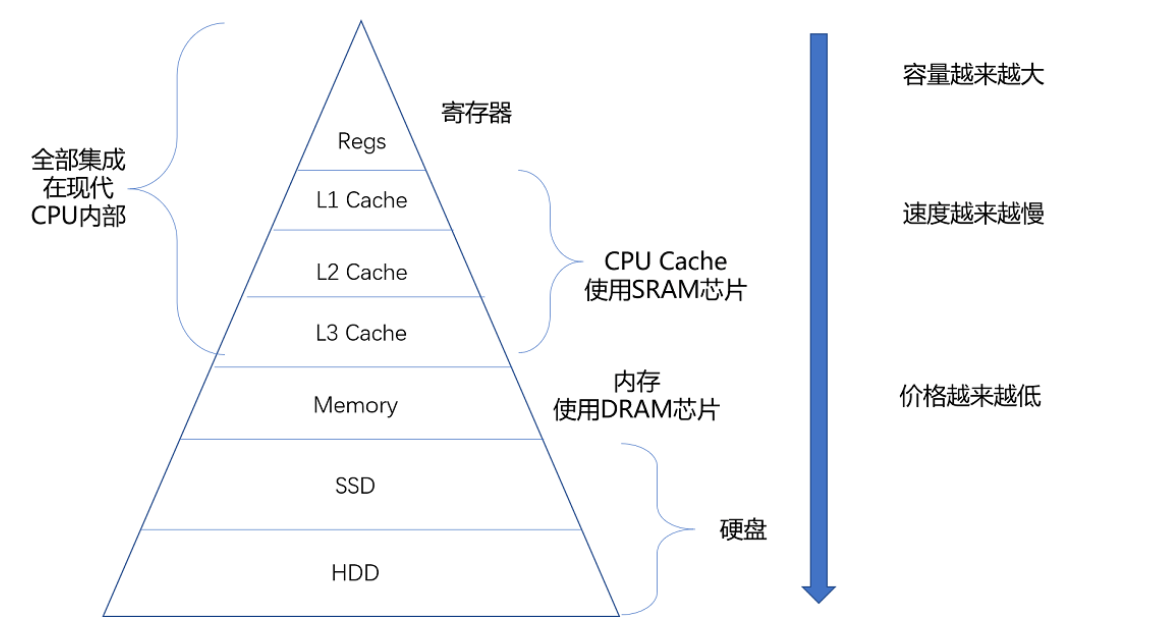 容量越来越大
寄存器
Regs
全部集成
在现代
CPU内部
L1 Cache
速度越来越慢
CPU Cache
使用SRAM芯片
L2 Cache
L3 Cache
内存
使用DRAM芯片
价格越来越低
Memory
SSD
硬盘
HDD